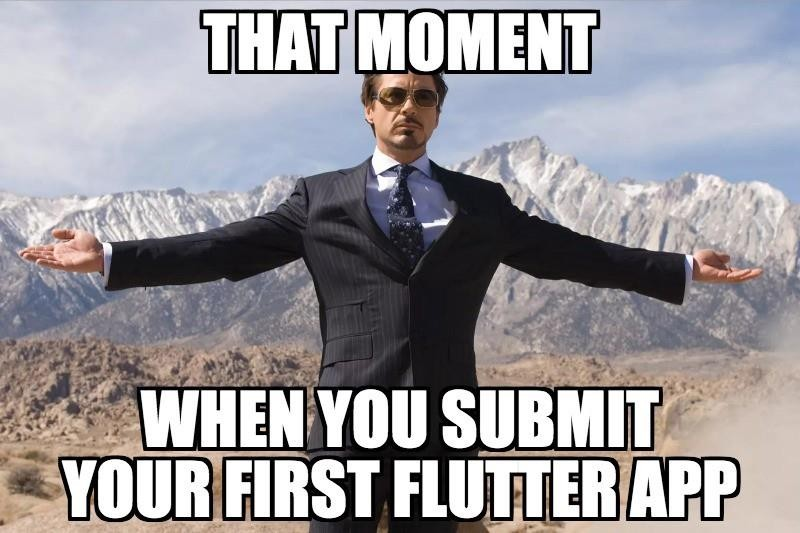 THAT MOMENT
WHEN YOU SUBMIT
YOUR FIRST FLUTTER APP